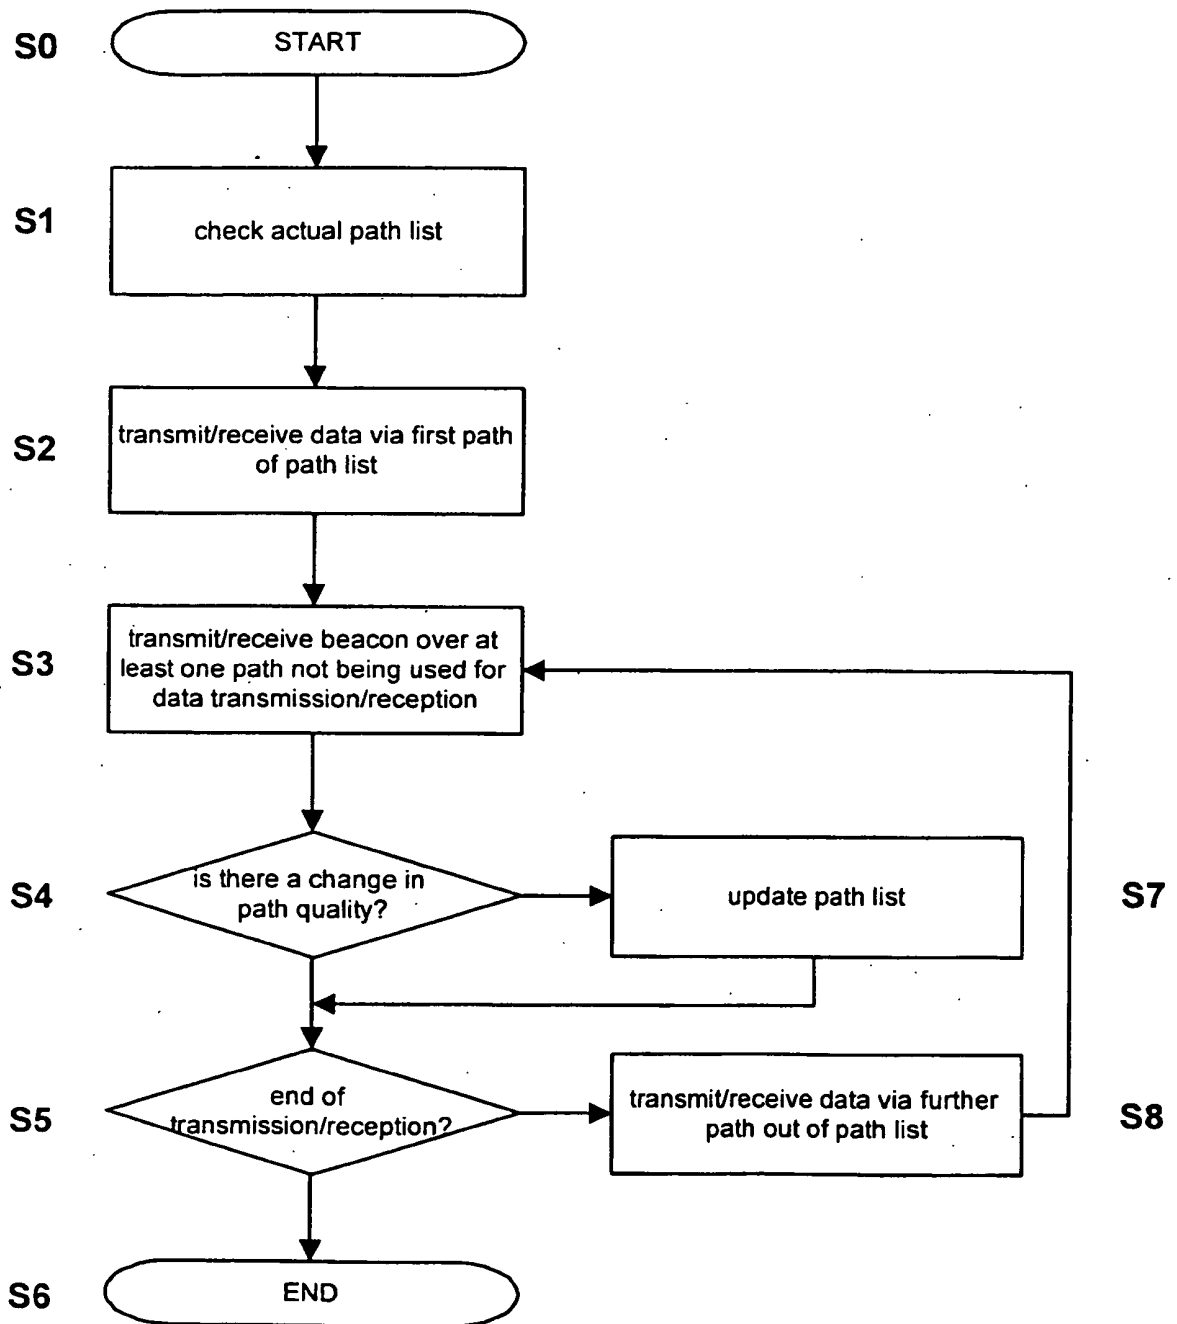 S0
START
S1
check actual path list
S2
transmit/receive data via first path
of path list
S3
transmit/receive beacon over at
least one path not being used for
data transmission/reception
S4
is there a change in
path quality?
update path list
S7
S5
end of
transmission/reception?
transmit/receive data via further
path out of path list
S8
S6
END